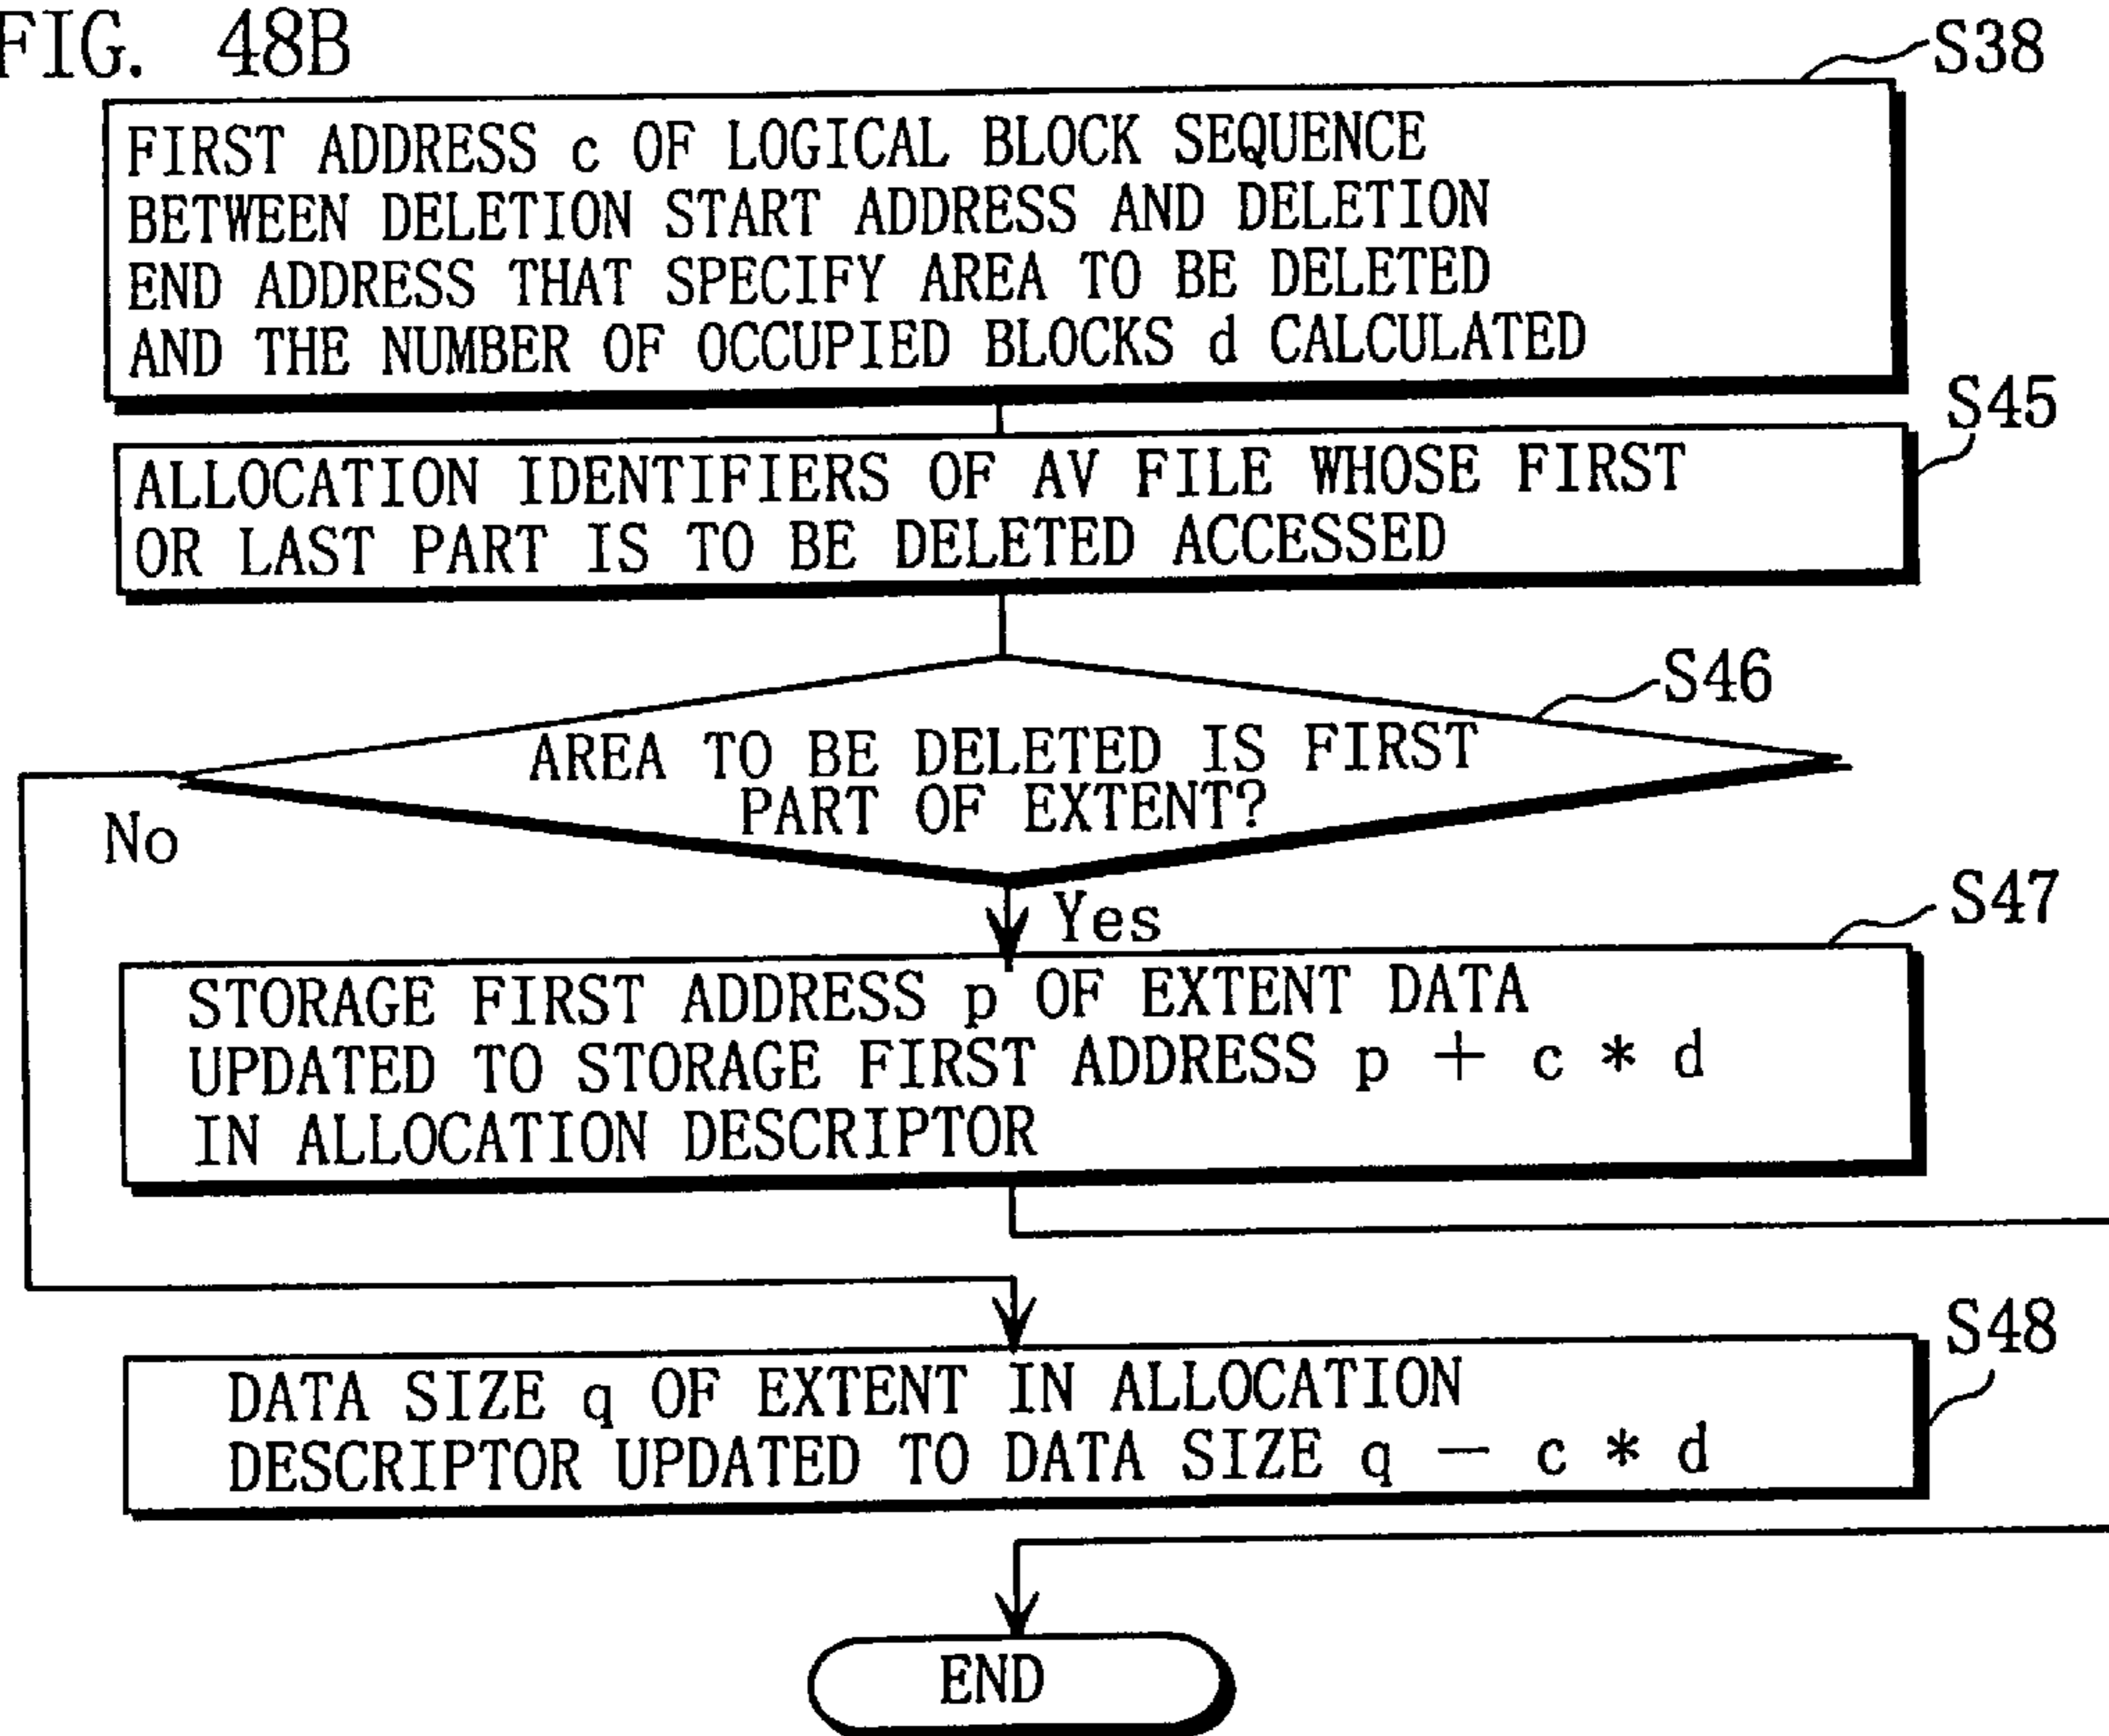 FIG. 48B
S38
FIRST ADDRESS c OF LOGICAL BLOCK SEQUENCE
BETWEEN DELETION START ADDRESS AND DELETION
END ADDRESS THAT SPECIFY AREA TO BE DELETED
AND THE NUMBER OF OCCUPIED BLOCKS d CALCULATED
S45
ALLOCATION IDENTIFIERS OF AV FILE WHOSE FIRST
OR LAST PART IS TO BE DELETED ACCESSED
S46
AREA TO BE DELETED IS FIRST
PART OF EXTENT?
No
Yes
S47
STORAGE FIRST ADDRESS p OF EXTENT DATA
UPDATED TO STORAGE FIRST ADDRESS p + c * d
IN ALLOCATION DESCRIPTOR
S48
DATA SIZE q OF EXTENT IN ALLOCATION
DESCRIPTOR UPDATED TO DATA SIZE q － c * d
END